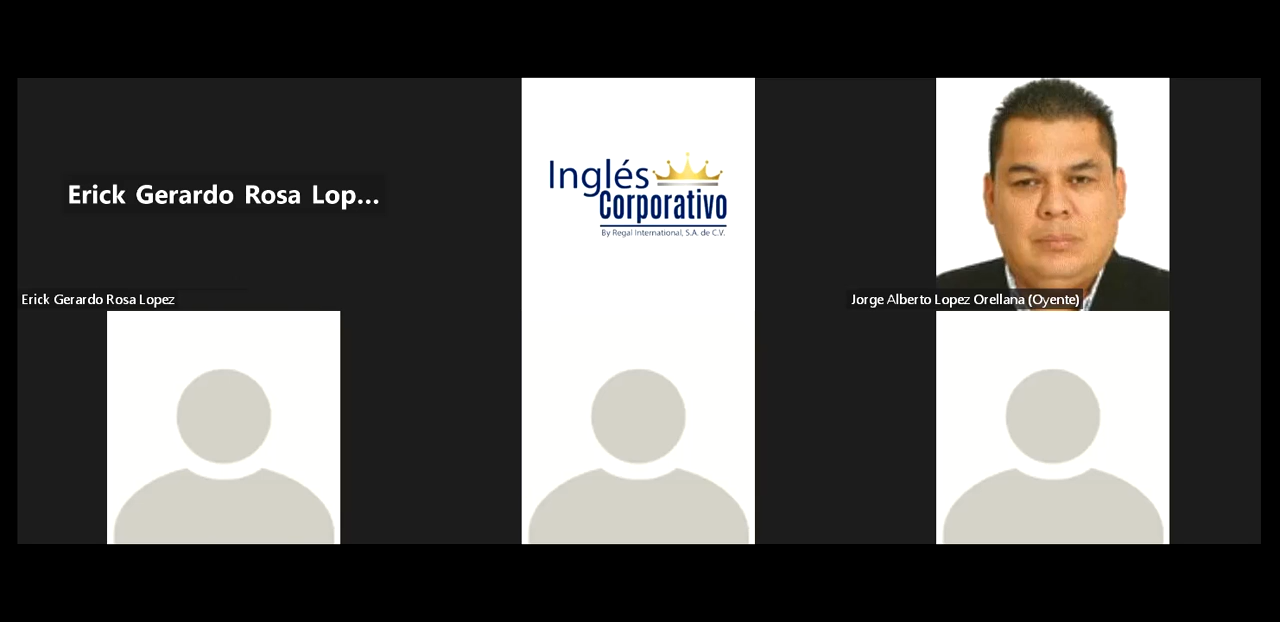 Erick Gerardo Rosa Lop...
Inglés
Corporativo
By Regal International, S.A. de C.V.
Erick Gerardo Rosa Lopez
Jorge Alberto Lopez Orellana (Oyente)